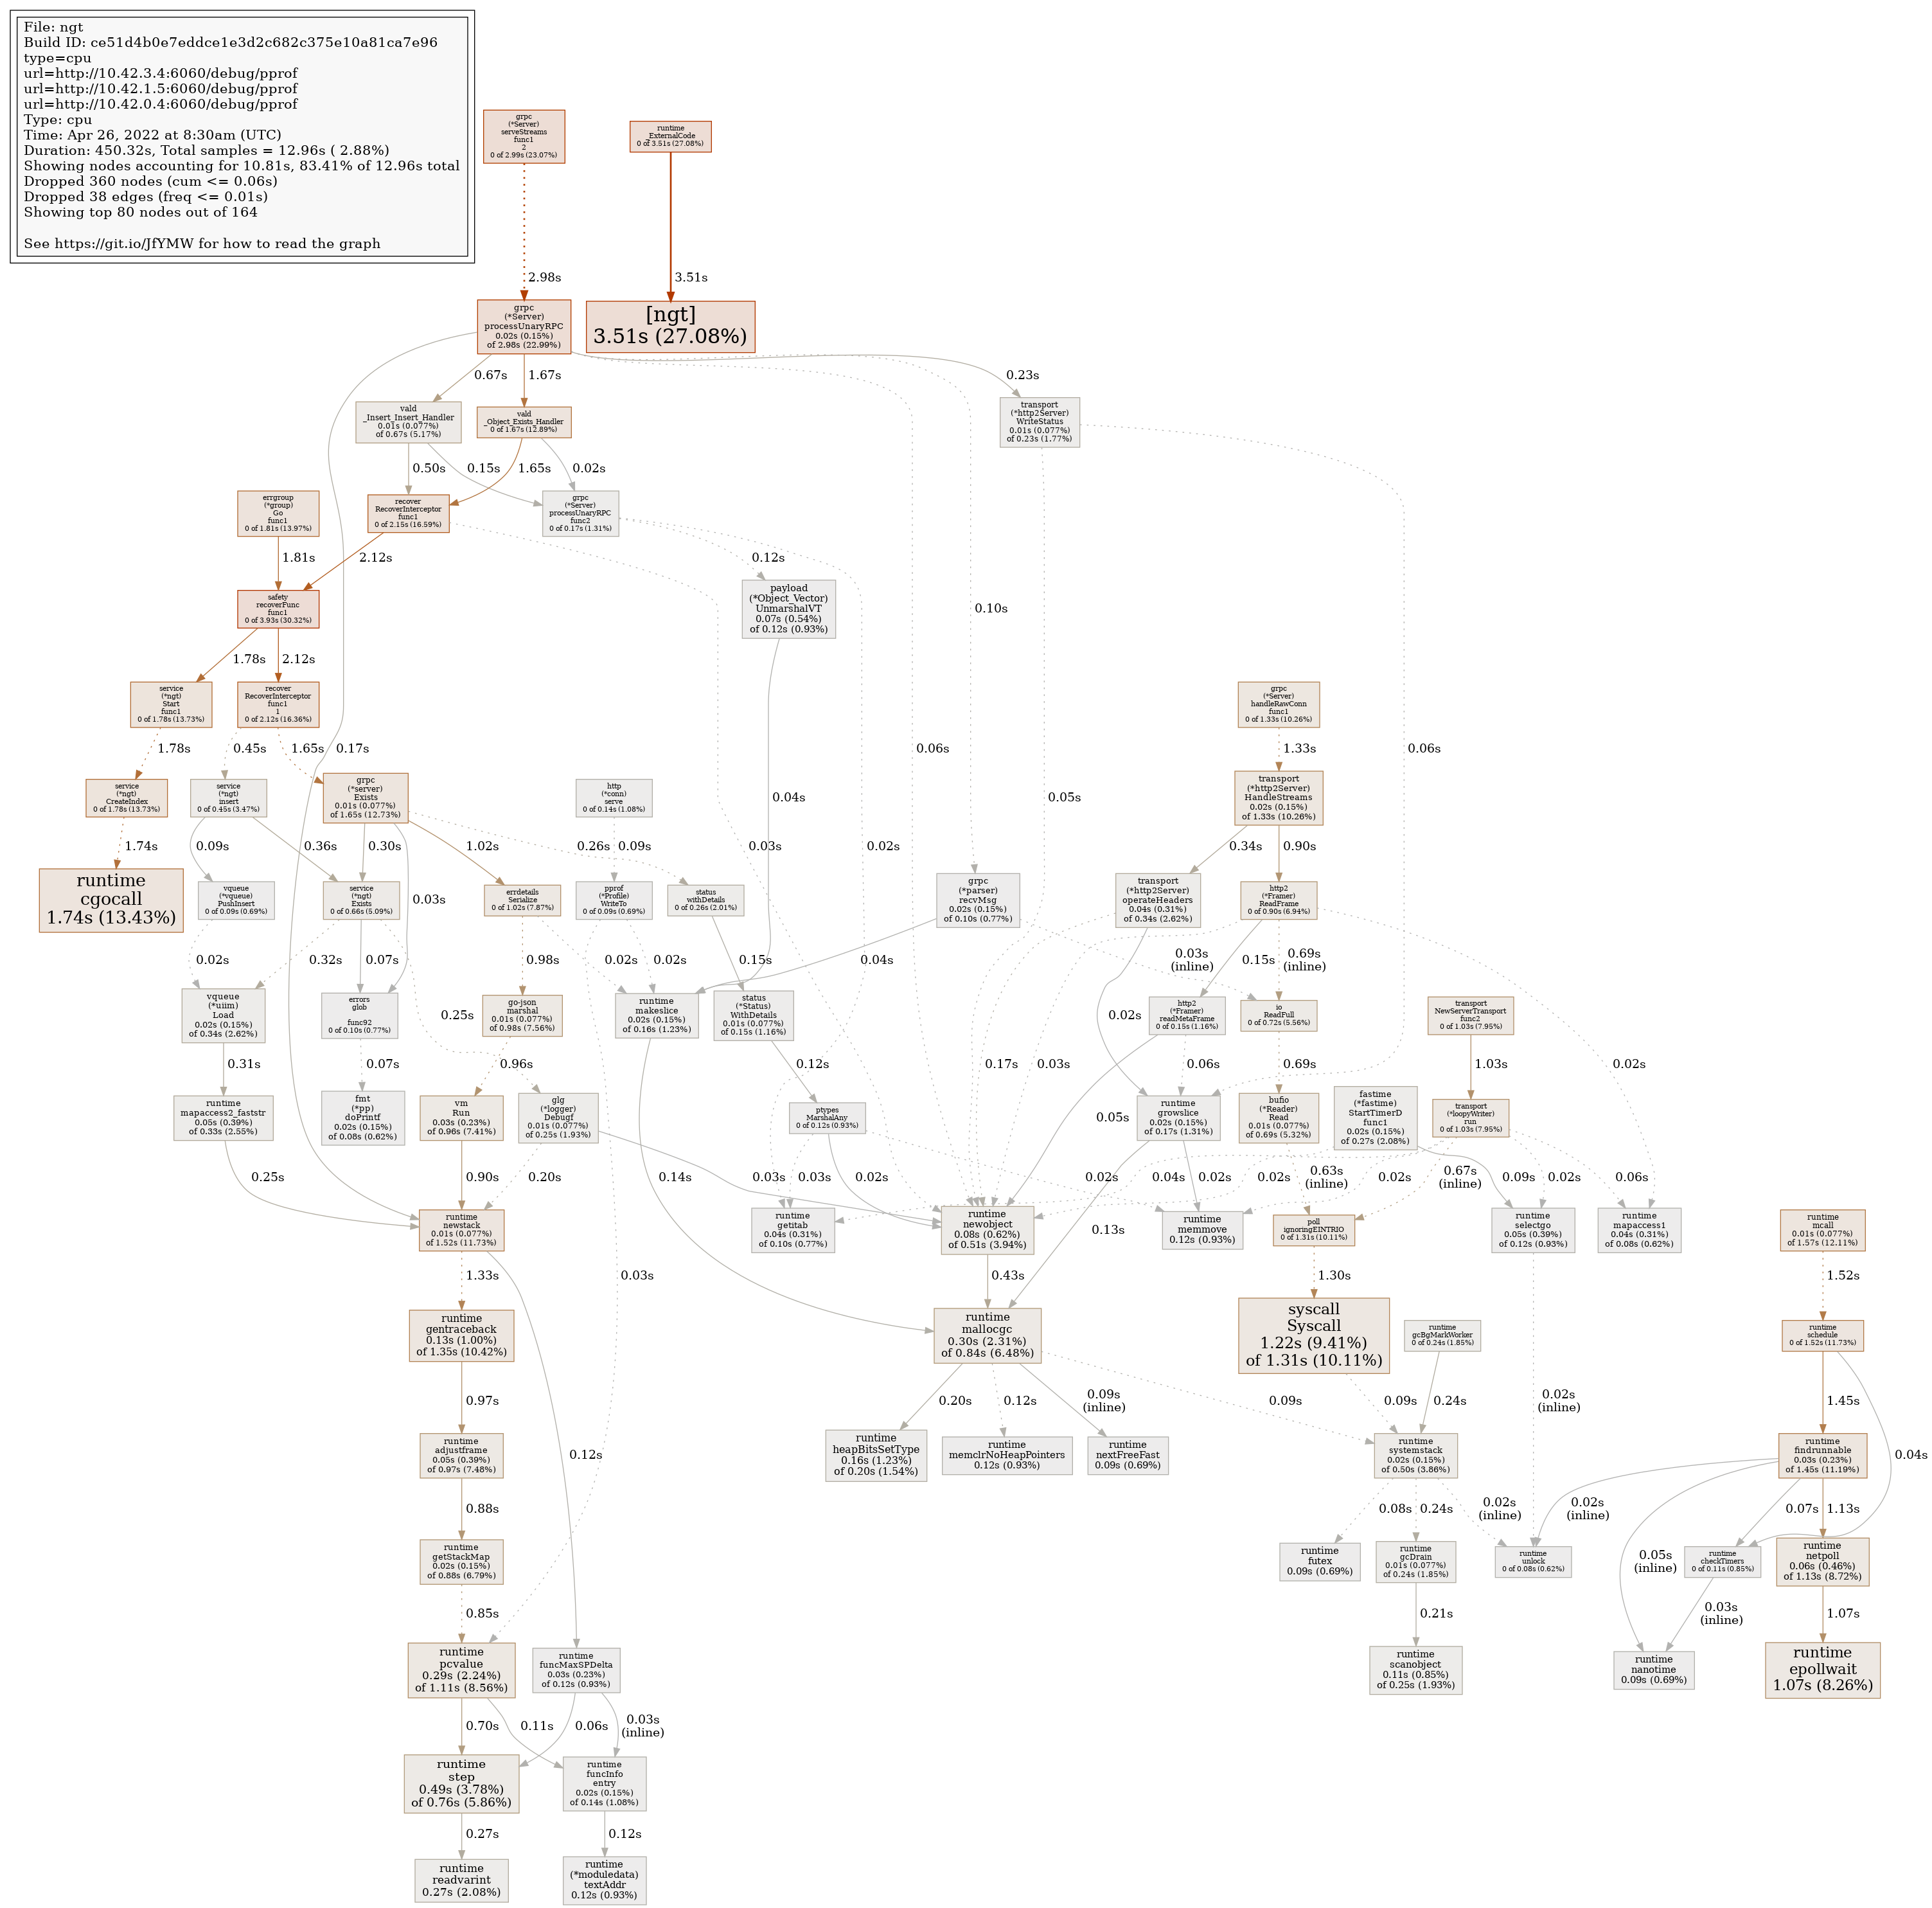 File: ngt
Build ID: ce51d4b0e7eddce1e3d2c682c375e10a81ca7e96
type=cpu
url=http://10.42.3.4:6060/debug/pprof
url=http://10.42.1.5:6060/debug/pprof
url=http://10.42.0.4:6060/debug/pprof
Type: cpu
Time: Apr 26, 2022 at 8:30am (UTC)
Duration: 450.32s, Total samples = 12.96s ( 2.88%)
Showing nodes accounting for 10.81s, 83.41% of 12.96s total
Dropped 360 nodes (cum <= 0.06s)
Dropped 38 edges (freq <= 0.01s)
Showing top 80 nodes out of 164
See https://git.io/JfYMW for how to read the graph
grpc
(*Server)
serveStreams
func1
2
0 of 2.99s (23.07%)
runtime
_ExternalCode
0 of 3.51s (27.08%)
2.98s
3.51s
grpc
(*Server)
processUnaryRPC
0.02s (0.15%)
of 2.98s (22.99%)
[ngt]
3.51s (27.08%)
0.67s
1.67s
0.23s
vald
_Insert_Insert_Handler
0.01s (0.077%)
of 0.67s (5.17%)
vald
_Object_Exists_Handler
0 of 1.67s (12.89%)
transport
(*http2Server)
WriteStatus
0.01s (0.077%)
of 0.23s (1.77%)
0.50s
0.15s
1.65s
0.02s
errgroup
(*group)
Go
func1
0 of 1.81s (13.97%)
recover
RecoverInterceptor
func1
0 of 2.15s (16.59%)
grpc
(*Server)
processUnaryRPC
func2
0 of 0.17s (1.31%)
1.81s
2.12s
0.12s
safety
recoverFunc
func1
0 of 3.93s (30.32%)
payload
(*Object_Vector)
UnmarshalVT
0.07s (0.54%)
of 0.12s (0.93%)
0.10s
1.78s
2.12s
service
(*ngt)
Start
func1
0 of 1.78s (13.73%)
recover
RecoverInterceptor
func1
1
0 of 2.12s (16.36%)
grpc
(*Server)
handleRawConn
func1
0 of 1.33s (10.26%)
1.78s
0.45s
1.65s
0.17s
0.06s
1.33s
0.06s
service
(*ngt)
CreateIndex
0 of 1.78s (13.73%)
service
(*ngt)
insert
0 of 0.45s (3.47%)
grpc
(*server)
Exists
0.01s (0.077%)
of 1.65s (12.73%)
http
(*conn)
serve
0 of 0.14s (1.08%)
0.04s
0.05s
transport
(*http2Server)
HandleStreams
0.02s (0.15%)
of 1.33s (10.26%)
1.74s
0.09s
0.36s
0.30s
1.02s
0.26s
0.09s
0.03s
0.02s
0.34s
0.90s
runtime
cgocall
1.74s (13.43%)
vqueue
(*vqueue)
PushInsert
0 of 0.09s (0.69%)
service
(*ngt)
Exists
0 of 0.66s (5.09%)
0.03s
errdetails
Serialize
0 of 1.02s (7.87%)
pprof
(*Profile)
WriteTo
0 of 0.09s (0.69%)
status
withDetails
0 of 0.26s (2.01%)
grpc
(*parser)
recvMsg
0.02s (0.15%)
of 0.10s (0.77%)
transport
(*http2Server)
operateHeaders
0.04s (0.31%)
of 0.34s (2.62%)
http2
(*Framer)
ReadFrame
0 of 0.90s (6.94%)
0.02s
0.32s
0.07s
0.98s
0.02s
0.02s
0.15s
0.04s
0.03s
(inline)
0.15s
0.69s
(inline)
vqueue
(*uiim)
Load
0.02s (0.15%)
of 0.34s (2.62%)
errors
glob
.
func92
0 of 0.10s (0.77%)
0.25s
go-json
marshal
0.01s (0.077%)
of 0.98s (7.56%)
runtime
makeslice
0.02s (0.15%)
of 0.16s (1.23%)
status
(*Status)
WithDetails
0.01s (0.077%)
of 0.15s (1.16%)
0.02s
http2
(*Framer)
readMetaFrame
0 of 0.15s (1.16%)
io
ReadFull
0 of 0.72s (5.56%)
transport
NewServerTransport
func2
0 of 1.03s (7.95%)
0.31s
0.07s
0.96s
0.12s
0.17s
0.03s
0.06s
0.69s
1.03s
0.02s
runtime
mapaccess2_faststr
0.05s (0.39%)
of 0.33s (2.55%)
fmt
(*pp)
doPrintf
0.02s (0.15%)
of 0.08s (0.62%)
vm
Run
0.03s (0.23%)
of 0.96s (7.41%)
glg
(*logger)
Debugf
0.01s (0.077%)
of 0.25s (1.93%)
ptypes
MarshalAny
0 of 0.12s (0.93%)
0.05s
runtime
growslice
0.02s (0.15%)
of 0.17s (1.31%)
bufio
(*Reader)
Read
0.01s (0.077%)
of 0.69s (5.32%)
fastime
(*fastime)
StartTimerD
func1
0.02s (0.15%)
of 0.27s (2.08%)
transport
(*loopyWriter)
run
0 of 1.03s (7.95%)
0.25s
0.90s
0.20s
0.14s
0.03s
0.03s
0.02s
0.02s
0.04s
0.02s
0.02s
0.63s
(inline)
0.02s
0.67s
(inline)
0.09s
0.02s
0.06s
runtime
newstack
0.01s (0.077%)
of 1.52s (11.73%)
runtime
getitab
0.04s (0.31%)
of 0.10s (0.77%)
runtime
newobject
0.08s (0.62%)
of 0.51s (3.94%)
0.13s
runtime
memmove
0.12s (0.93%)
poll
ignoringEINTRIO
0 of 1.31s (10.11%)
runtime
selectgo
0.05s (0.39%)
of 0.12s (0.93%)
runtime
mapaccess1
0.04s (0.31%)
of 0.08s (0.62%)
runtime
mcall
0.01s (0.077%)
of 1.57s (12.11%)
1.33s
0.03s
0.43s
1.30s
1.52s
runtime
gentraceback
0.13s (1.00%)
of 1.35s (10.42%)
runtime
mallocgc
0.30s (2.31%)
of 0.84s (6.48%)
syscall
Syscall
1.22s (9.41%)
of 1.31s (10.11%)
runtime
gcBgMarkWorker
0 of 0.24s (1.85%)
runtime
schedule
0 of 1.52s (11.73%)
0.97s
0.20s
0.12s
0.09s
(inline)
0.09s
0.09s
0.24s
0.02s
(inline)
1.45s
runtime
adjustframe
0.05s (0.39%)
of 0.97s (7.48%)
0.12s
runtime
heapBitsSetType
0.16s (1.23%)
of 0.20s (1.54%)
runtime
memclrNoHeapPointers
0.12s (0.93%)
runtime
nextFreeFast
0.09s (0.69%)
runtime
systemstack
0.02s (0.15%)
of 0.50s (3.86%)
runtime
findrunnable
0.03s (0.23%)
of 1.45s (11.19%)
0.04s
0.88s
0.08s
0.24s
0.02s
(inline)
0.02s
(inline)
0.07s
1.13s
runtime
getStackMap
0.02s (0.15%)
of 0.88s (6.79%)
runtime
futex
0.09s (0.69%)
runtime
gcDrain
0.01s (0.077%)
of 0.24s (1.85%)
runtime
unlock
0 of 0.08s (0.62%)
0.05s
(inline)
runtime
checkTimers
0 of 0.11s (0.85%)
runtime
netpoll
0.06s (0.46%)
of 1.13s (8.72%)
0.85s
0.21s
0.03s
(inline)
1.07s
runtime
pcvalue
0.29s (2.24%)
of 1.11s (8.56%)
runtime
funcMaxSPDelta
0.03s (0.23%)
of 0.12s (0.93%)
runtime
scanobject
0.11s (0.85%)
of 0.25s (1.93%)
runtime
nanotime
0.09s (0.69%)
runtime
epollwait
1.07s (8.26%)
0.70s
0.11s
0.06s
0.03s
(inline)
runtime
step
0.49s (3.78%)
of 0.76s (5.86%)
runtime
funcInfo
entry
0.02s (0.15%)
of 0.14s (1.08%)
0.27s
0.12s
runtime
readvarint
0.27s (2.08%)
runtime
(*moduledata)
textAddr
0.12s (0.93%)